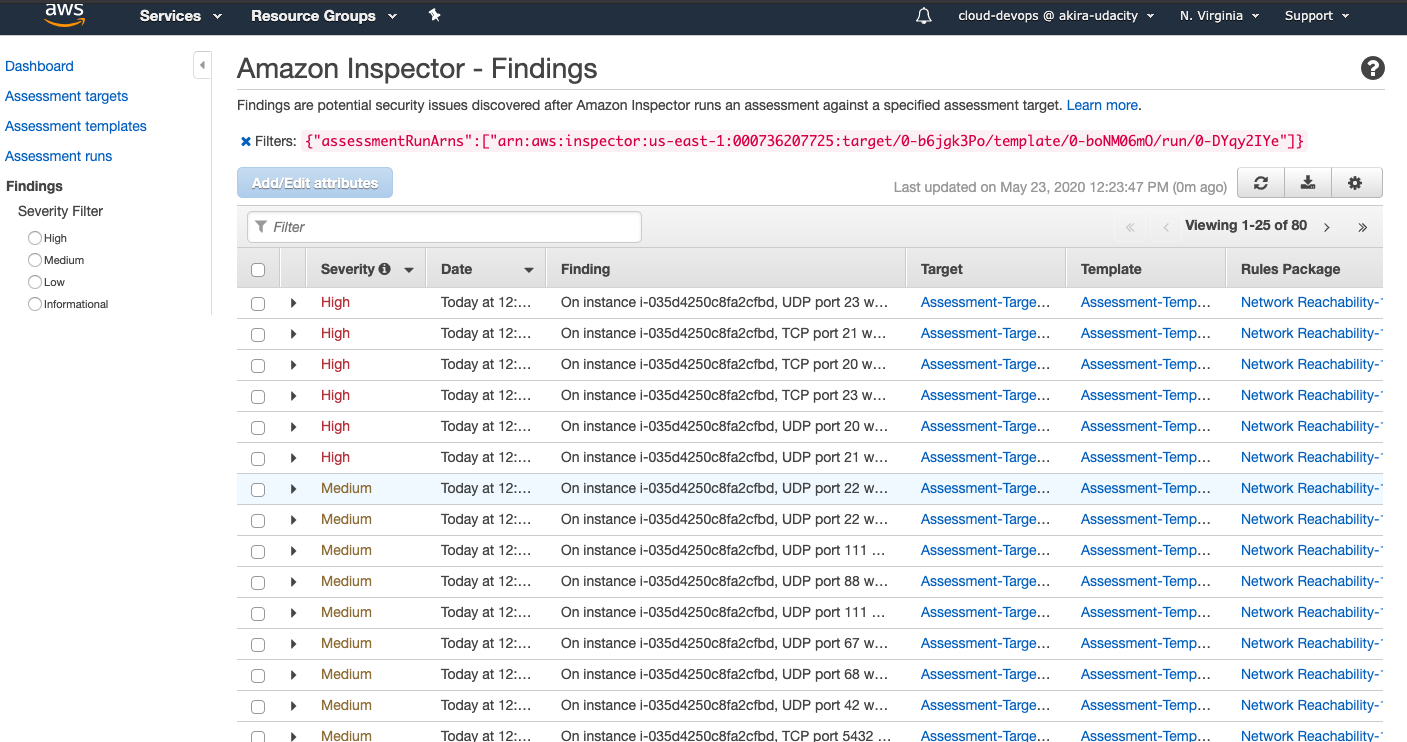 aws Services Resource Groups cloud-devops @ akira-udacity N. Virginia Support
Dashboard
Assessment targets
Assessment templates
Assessment runs
Findings
Severity Filter
High
Medium
Low
Informational
Amazon Inspector - Findings
Findings are potential security issues discovered after Amazon Inspector runs an assessment against a specified assessment target. Learn more.
Filters: {"assessmentRunArns":["arn:aws:inspector:us-east-1:000736207725:target/0-b6jgk3Po/template/0-boNM06mO/run/0-DYqy2IYe"]}
Add/Edit attributes Last updated on May 23, 2020 12:23:47 PM (0m ago)
Filter « ‹ Viewing 1-25 of 80 › »
Severity Date Finding Target Template Rules Package
High Today at 12:... On instance i-035d4250c8fa2cfbd, UDP port 23 w... Assessment-Targe... Assessment-Temp... Network Reachability-
High Today at 12:... On instance i-035d4250c8fa2cfbd, TCP port 21 w... Assessment-Targe... Assessment-Temp... Network Reachability-
High Today at 12:... On instance i-035d4250c8fa2cfbd, TCP port 20 w... Assessment-Targe... Assessment-Temp... Network Reachability-
High Today at 12:... On instance i-035d4250c8fa2cfbd, TCP port 23 w... Assessment-Targe... Assessment-Temp... Network Reachability-
High Today at 12:... On instance i-035d4250c8fa2cfbd, UDP port 20 w... Assessment-Targe... Assessment-Temp... Network Reachability-
High Today at 12:... On instance i-035d4250c8fa2cfbd, UDP port 21 w... Assessment-Targe... Assessment-Temp... Network Reachability-
Medium Today at 12:... On instance i-035d4250c8fa2cfbd, UDP port 22 w... Assessment-Targe... Assessment-Temp... Network Reachability-
Medium Today at 12:... On instance i-035d4250c8fa2cfbd, UDP port 22 w... Assessment-Targe... Assessment-Temp... Network Reachability-
Medium Today at 12:... On instance i-035d4250c8fa2cfbd, UDP port 111 ... Assessment-Targe... Assessment-Temp... Network Reachability-
Medium Today at 12:... On instance i-035d4250c8fa2cfbd, UDP port 88 w... Assessment-Targe... Assessment-Temp... Network Reachability-
Medium Today at 12:... On instance i-035d4250c8fa2cfbd, UDP port 111 ... Assessment-Targe... Assessment-Temp... Network Reachability-
Medium Today at 12:... On instance i-035d4250c8fa2cfbd, UDP port 67 w... Assessment-Targe... Assessment-Temp... Network Reachability-
Medium Today at 12:... On instance i-035d4250c8fa2cfbd, UDP port 68 w... Assessment-Targe... Assessment-Temp... Network Reachability-
Medium Today at 12:... On instance i-035d4250c8fa2cfbd, UDP port 42 w... Assessment-Targe... Assessment-Temp... Network Reachability-
Medium Today at 12:... On instance i-035d4250c8fa2cfbd, TCP port 5432 ... Assessment-Targe... Assessment-Temp... Network Reachability-